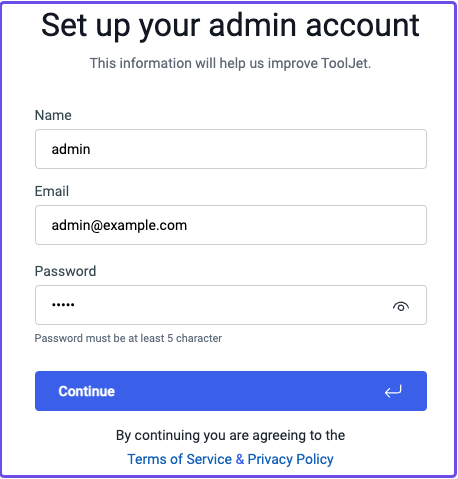 Set up your admin account
This information will help us improve ToolJet.
Name
admin
Email
admin@example.com
Password
•••••
Password must be at least 5 character
Continue
By continuing you are agreeing to the
Terms of Service & Privacy Policy